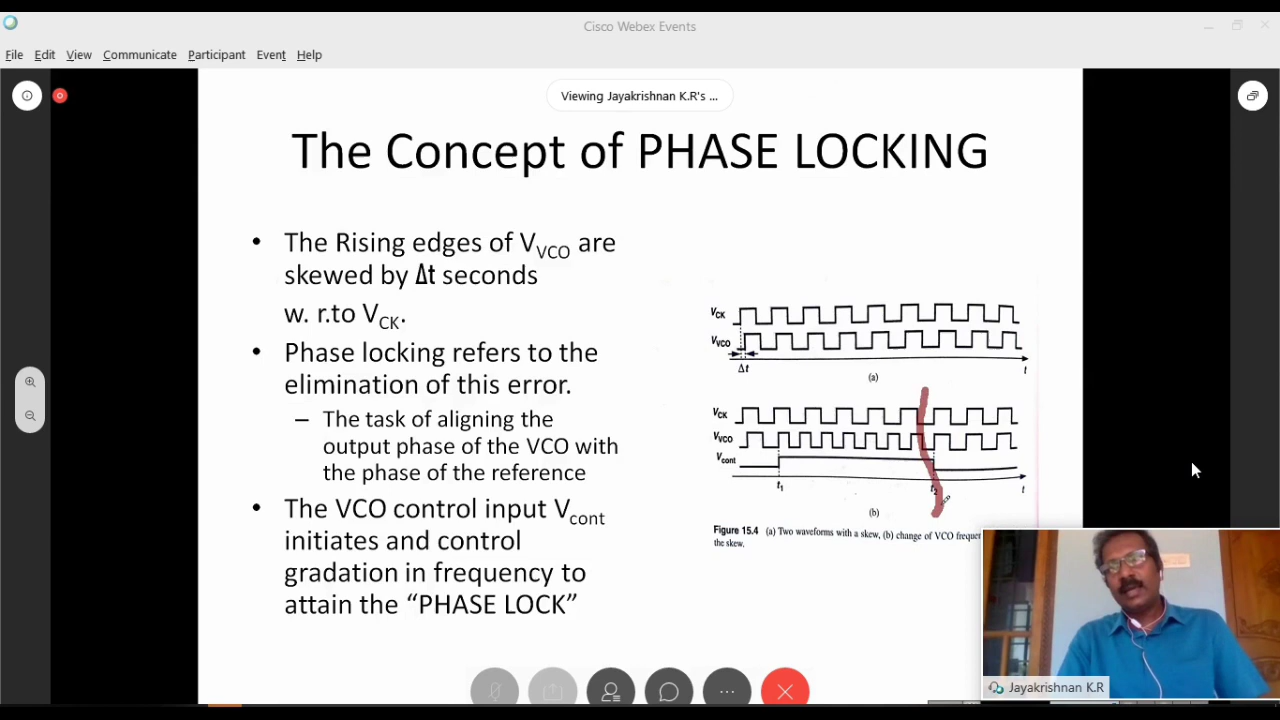 Cisco Webex Events
File Edit View Communicate Participant Event Help
Viewing Jayakrishnan K.R's ...
The Concept of PHASE LOCKING
• The Rising edges of VVCO are
skewed by Δt seconds
w. r.to VCK.
• Phase locking refers to the
elimination of this error.
– The task of aligning the
output phase of the VCO with
the phase of the reference
• The VCO control input Vcont
initiates and control
gradation in frequency to
attain the “PHASE LOCK”
VCK
VVCO
Δt
t
(a)
VCK
VVCO
Vcont
t1
t2
t
(b)
Figure 15.4 (a) Two waveforms with a skew, (b) change of VCO
the skew.
Jayakrishnan K.R